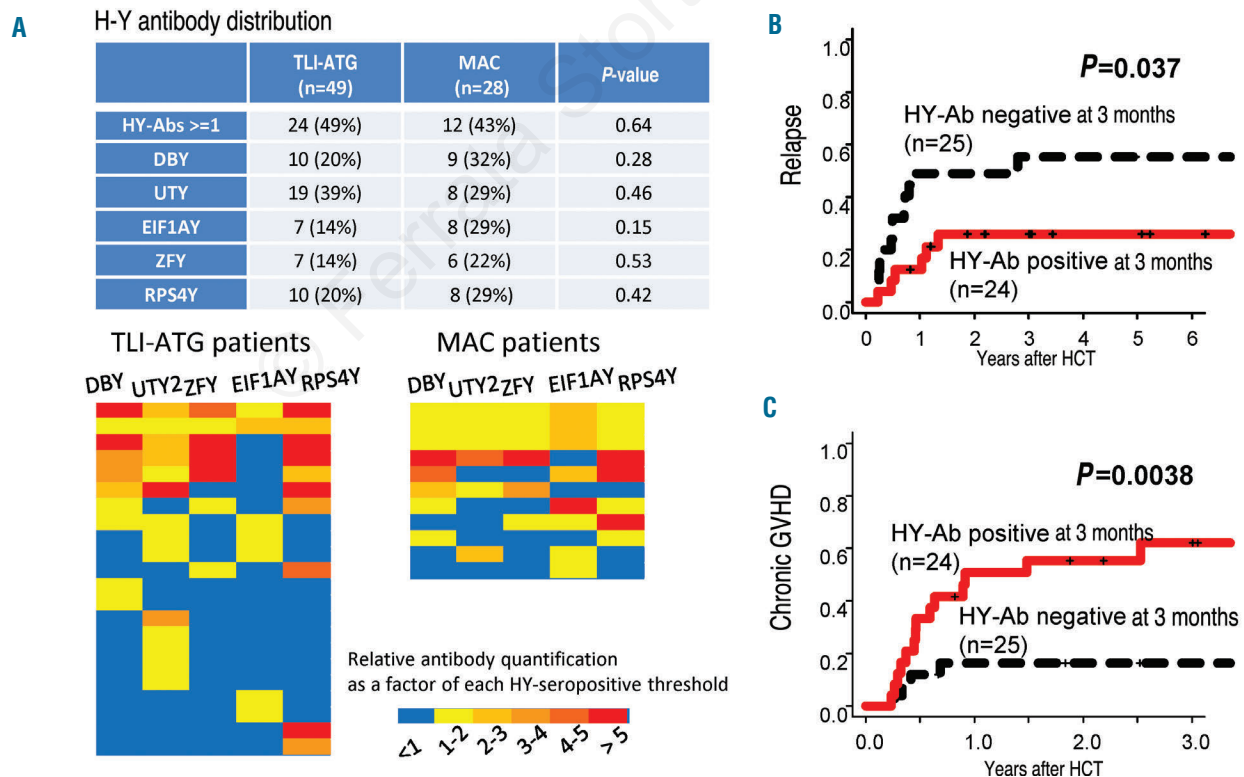 A
H-Y antibody distribution
TLI-ATG (n=49) MAC (n=28) P-value
HY-Abs >=1 24 (49%) 12 (43%) 0.64
DBY 10 (20%) 9 (32%) 0.28
UTY 19 (39%) 8 (29%) 0.46
EIF1AY 7 (14%) 8 (29%) 0.15
ZFY 7 (14%) 6 (22%) 0.53
RPS4Y 10 (20%) 8 (29%) 0.42
TLI-ATG patients
DBY UTY2 ZFY EIF1AY RPS4Y
MAC patients
DBY UTY2 ZFY EIF1AY RPS4Y
Relative antibody quantification
as a factor of each HY-seropositive threshold
<1 1-2 2-3 3-4 4-5 > 5
B
P=0.037
HY-Ab negative at 3 months
(n=25)
HY-Ab positive at 3 months
(n=24)
Relapse
1.0
0.8
0.6
0.4
0.2
0.0
0 1 2 3 4 5 6
Years after HCT
C
P=0.0038
HY-Ab positive at 3 months
(n=24)
HY-Ab negative at 3 months
(n=25)
Chronic GVHD
1.0
0.8
0.6
0.4
0.2
0.0
0.0 1.0 2.0 3.0
Years after HCT
© Ferrata Stor